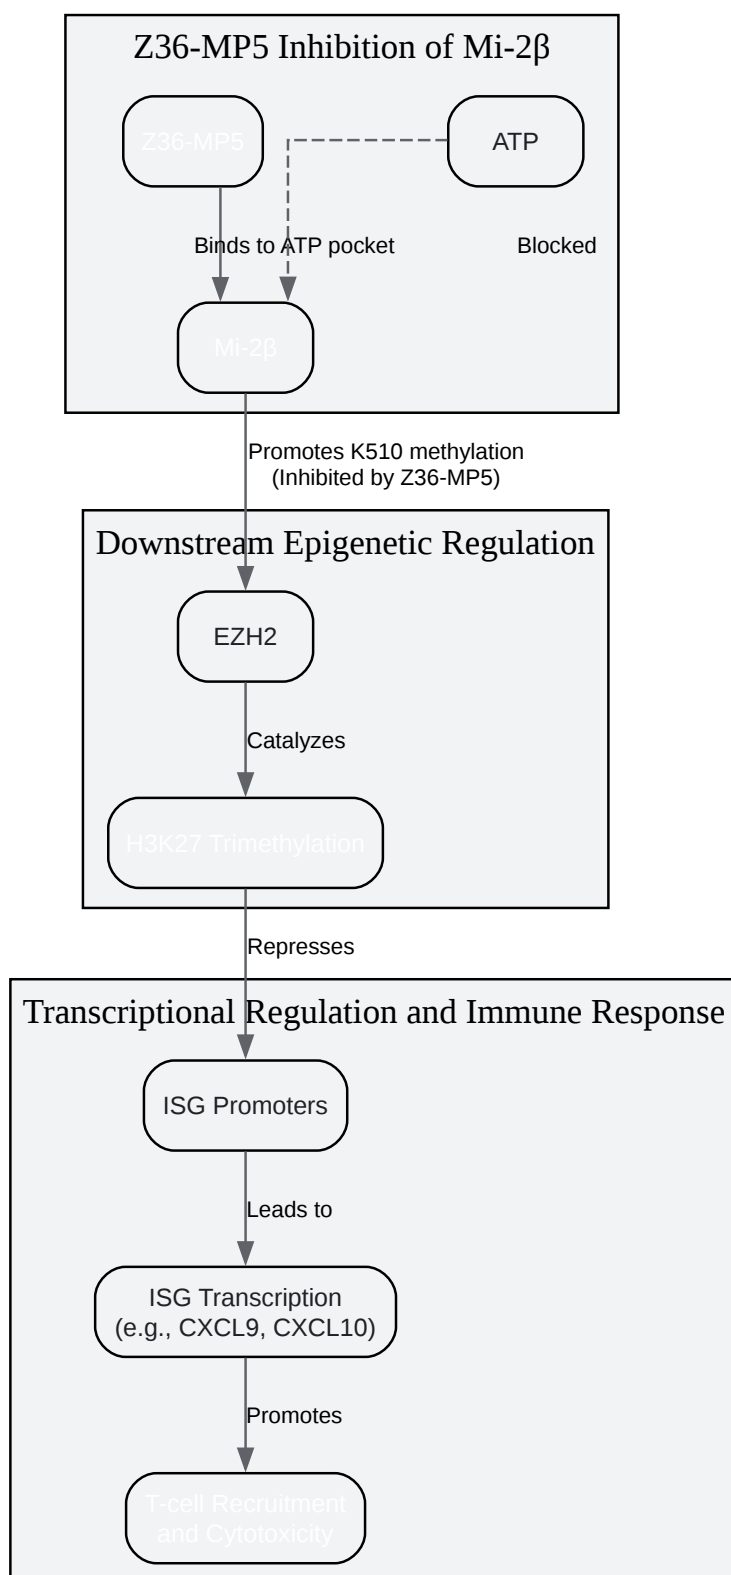 Z36-MP5 Inhibition of Mi-2β
Z36-MP5
ATP
Binds to ATP pocket
Blocked
Mi-2β
Promotes K510 methylation
(Inhibited by Z36-MP5)
Downstream Epigenetic Regulation
EZH2
Catalyzes
H3K27 Trimethylation
Represses
Transcriptional Regulation and Immune Response
ISG Promoters
Leads to
ISG Transcription
(e.g., CXCL9, CXCL10)
Promotes
T-cell Recruitment
and Cytotoxicity